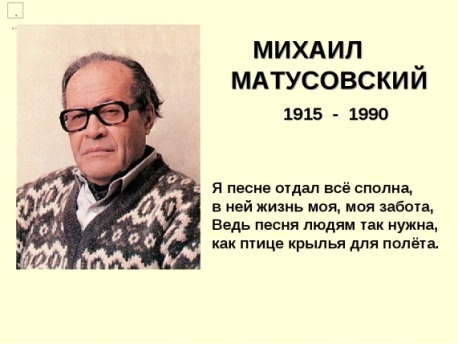 МИХАИЛ
МАТУСОВСКИЙ
1915 - 1990
Я песне отдал всё сполна,
в ней жизнь моя, моя забота,
Ведь песня людям так нужна,
как птице крылья для полёта.